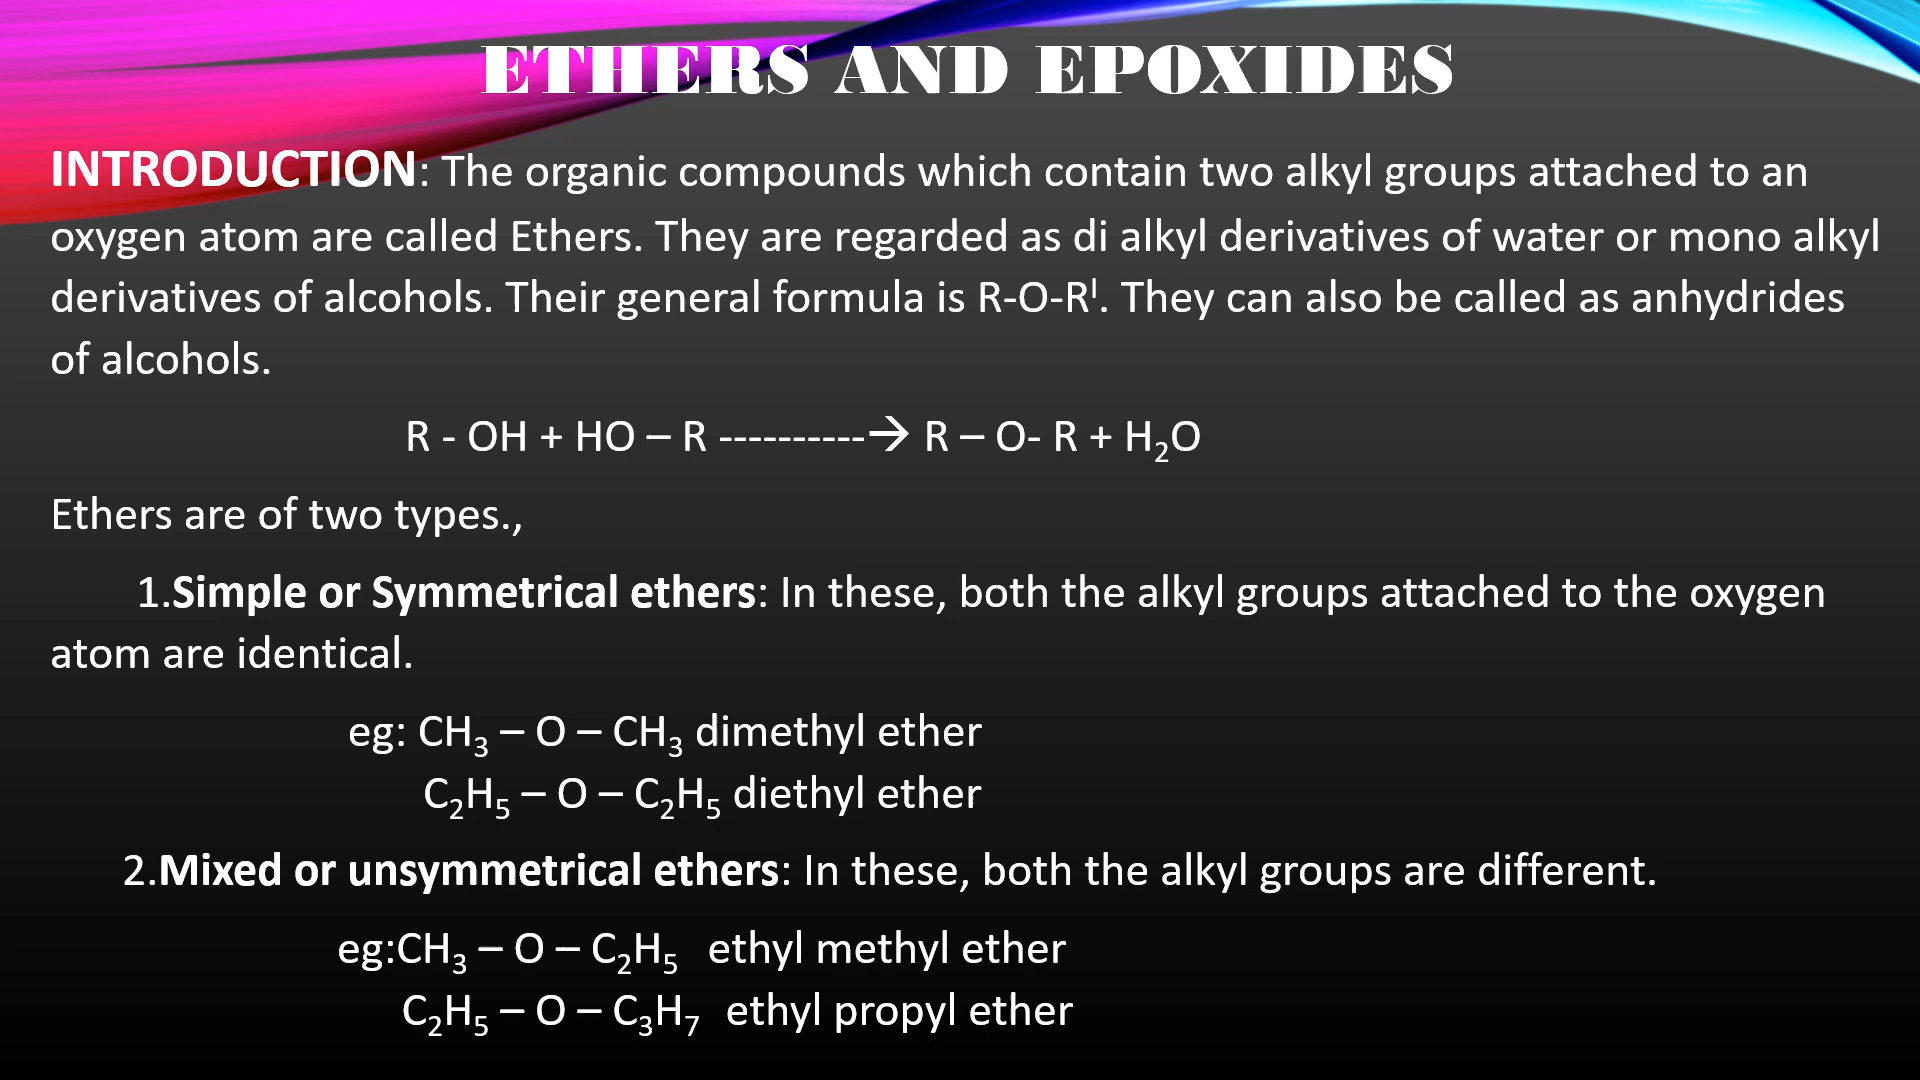 ETHERS AND EPOXIDES
INTRODUCTION: The organic compounds which contain two alkyl groups attached to an
oxygen atom are called Ethers. They are regarded as di alkyl derivatives of water or mono alkyl
derivatives of alcohols. Their general formula is R-O-Rᴵ. They can also be called as anhydrides
of alcohols.
R - OH + HO – R ----------→ R – O- R + H₂O
Ethers are of two types.,
1.Simple or Symmetrical ethers: In these, both the alkyl groups attached to the oxygen
atom are identical.
eg: CH₃ – O – CH₃ dimethyl ether
C₂H₅ – O – C₂H₅ diethyl ether
2.Mixed or unsymmetrical ethers: In these, both the alkyl groups are different.
eg:CH₃ – O – C₂H₅ ethyl methyl ether
C₂H₅ – O – C₃H₇ ethyl propyl ether